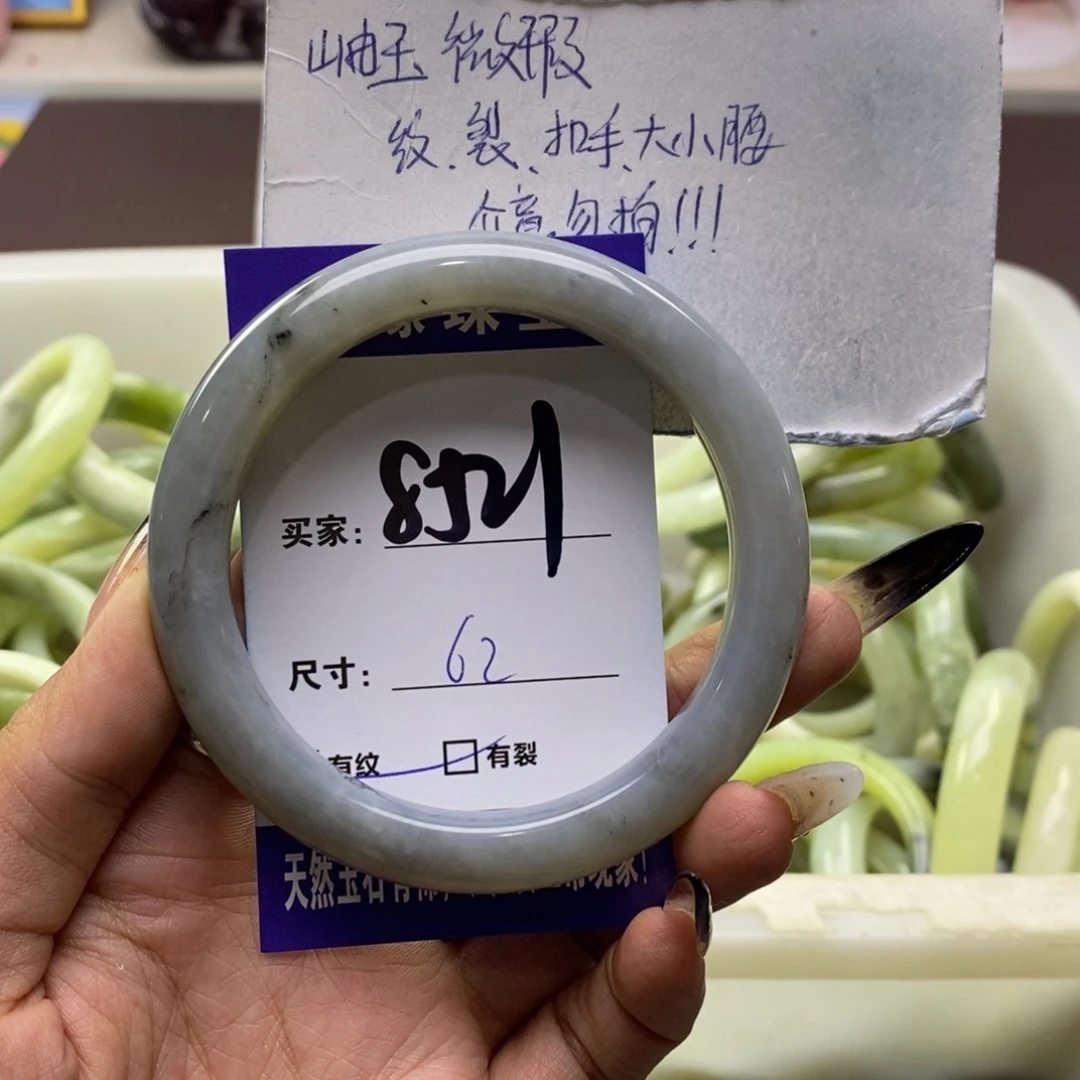 岫玉 微瑕
纹、裂、扣手、大小腰
介意勿拍!!!
买家:
尺寸: 62
有纹 □有裂
天然玉石有